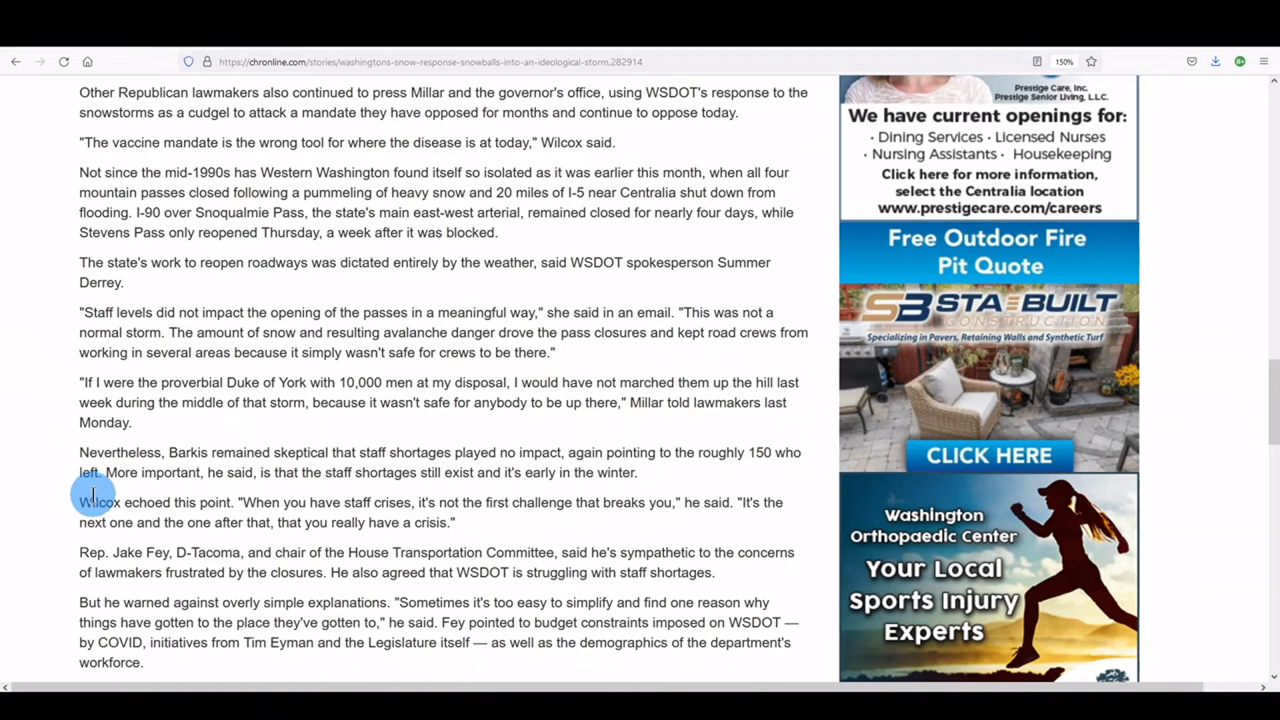 https://chronline.com/stories/washingtons-snow-response-snowballs-into-an-ideological-storm,282914
150%
Other Republican lawmakers also continued to press Millar and the governor's office, using WSDOT's response to the
snowstorms as a cudgel to attack a mandate they have opposed for months and continue to oppose today.
"The vaccine mandate is the wrong tool for where the disease is at today," Wilcox said.
Not since the mid-1990s has Western Washington found itself so isolated as it was earlier this month, when all four
mountain passes closed following a pummeling of heavy snow and 20 miles of I-5 near Centralia shut down from
flooding. I-90 over Snoqualmie Pass, the state's main east-west arterial, remained closed for nearly four days, while
Stevens Pass only reopened Thursday, a week after it was blocked.
The state's work to reopen roadways was dictated entirely by the weather, said WSDOT spokesperson Summer
Derrey.
"Staff levels did not impact the opening of the passes in a meaningful way," she said in an email. "This was not a
normal storm. The amount of snow and resulting avalanche danger drove the pass closures and kept road crews from
working in several areas because it simply wasn't safe for crews to be there."
"If I were the proverbial Duke of York with 10,000 men at my disposal, I would have not marched them up the hill last
week during the middle of that storm, because it wasn't safe for anybody to be up there," Millar told lawmakers last
Monday.
Nevertheless, Barkis remained skeptical that staff shortages played no impact, again pointing to the roughly 150 who
left. More important, he said, is that the staff shortages still exist and it's early in the winter.
Wilcox echoed this point. "When you have staff crises, it's not the first challenge that breaks you," he said. "It's the
next one and the one after that, that you really have a crisis."
Rep. Jake Fey, D-Tacoma, and chair of the House Transportation Committee, said he's sympathetic to the concerns
of lawmakers frustrated by the closures. He also agreed that WSDOT is struggling with staff shortages.
But he warned against overly simple explanations. "Sometimes it's too easy to simplify and find one reason why
things have gotten to the place they've gotten to," he said. Fey pointed to budget constraints imposed on WSDOT —
by COVID, initiatives from Tim Eyman and the Legislature itself — as well as the demographics of the department's
workforce.
Prestige Care, Inc.
Prestige Senior Living, L.L.C.
We have current openings for:
· Dining Services · Licensed Nurses
· Nursing Assistants · Housekeeping
Click here for more information,
select the Centralia location
www.prestigecare.com/careers
Free Outdoor Fire
Pit Quote
SB STA-BUILT
CONSTRUCTION
Specializing in Pavers, Retaining Walls and Synthetic Turf
CLICK HERE
Washington
Orthopaedic Center
Your Local
Sports Injury
Experts